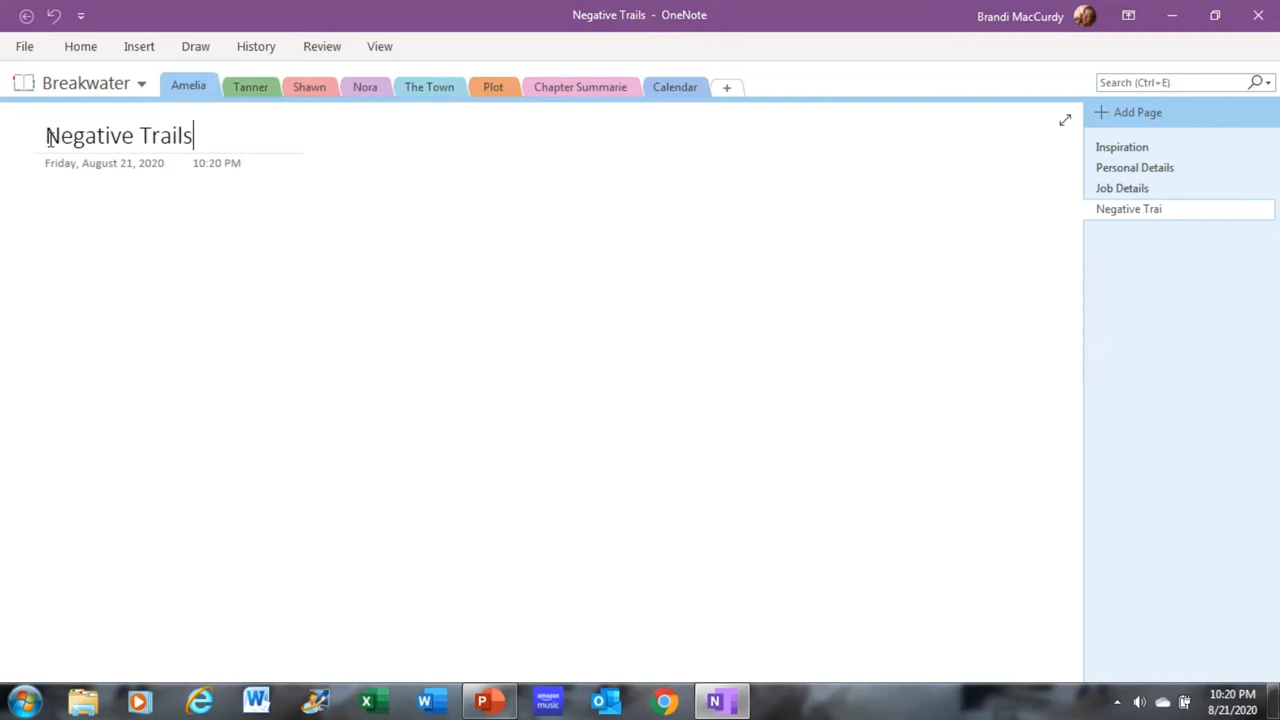 Negative Trails - OneNote
Brandi MacCurdy
File Home Insert Draw History Review View
Breakwater Amelia Tanner Shawn Nora The Town Plot Chapter Summarie Calendar +
Search (Ctrl+E)
Negative Trails
Friday, August 21, 2020 10:20 PM
Add Page
Inspiration
Personal Details
Job Details
Negative Trai
amazon music
10:20 PM
8/21/2020